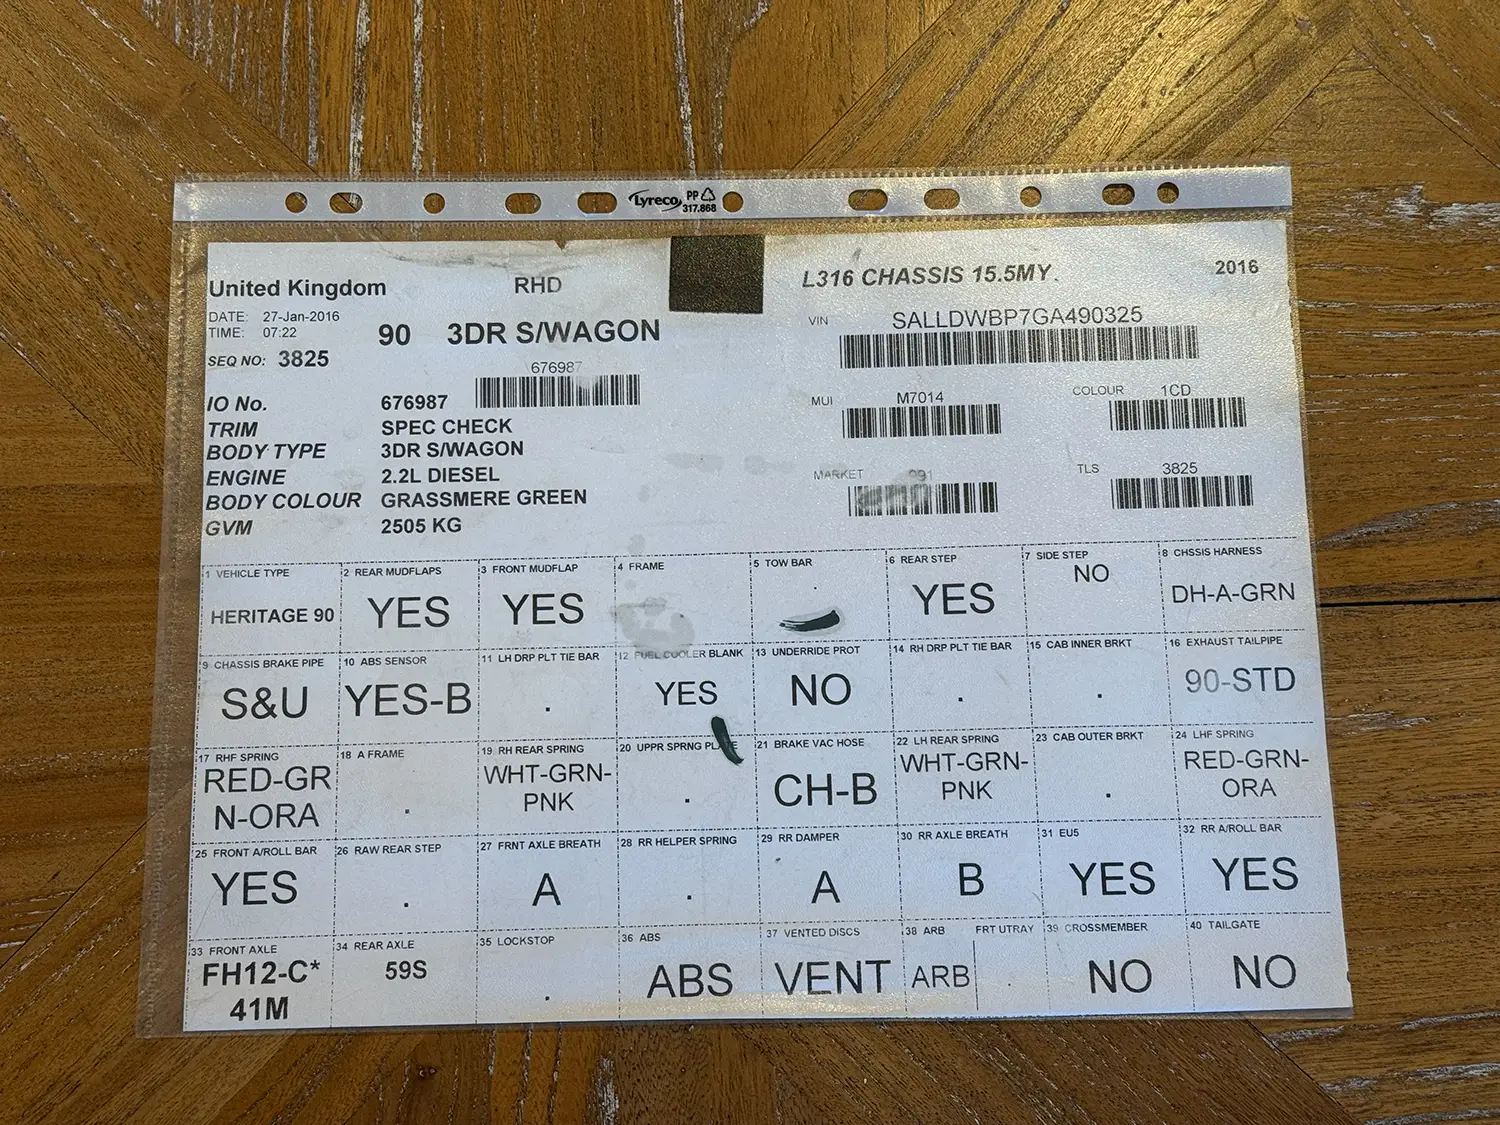 Lyreco PP 317.868
United Kingdom RHD
L316 CHASSIS 15.5MY. 2016
DATE: 27-Jan-2016
TIME: 07:22
90 3DR S/WAGON
VIN SALLDWBP7GA490325
SEQ NO: 3825
676987
IO No. 676987
MUI M7014
COLOUR 1CD
TRIM SPEC CHECK
BODY TYPE 3DR S/WAGON
ENGINE 2.2L DIESEL
MARKET 991
TLS 3825
BODY COLOUR GRASSMERE GREEN
GVM 2505 KG
1 VEHICLE TYPE
HERITAGE 90
2 REAR MUDFLAPS
YES
3 FRONT MUDFLAP
YES
4 FRAME
5 TOW BAR
.
6 REAR STEP
YES
7 SIDE STEP
NO
8 CHSSIS HARNESS
DH-A-GRN
9 CHASSIS BRAKE PIPE
S&U
10 ABS SENSOR
YES-B
11 LH DRP PLT TIE BAR
.
12 FUEL COOLER BLANK
YES
13 UNDERRIDE PROT
NO
14 RH DRP PLT TIE BAR
.
15 CAB INNER BRKT
.
16 EXHAUST TAILPIPE
90-STD
17 RHF SPRING
RED-GR
N-ORA
18 A FRAME
.
19 RH REAR SPRING
WHT-GRN-
PNK
20 UPPR SPRNG PLATE
.
21 BRAKE VAC HOSE
CH-B
22 LH REAR SPRING
WHT-GRN-
PNK
23 CAB OUTER BRKT
.
24 LHF SPRING
RED-GRN-
ORA
25 FRONT A/ROLL BAR
YES
26 RAW REAR STEP
.
27 FRNT AXLE BREATH
A
28 RR HELPER SPRING
.
29 RR DAMPER
A
30 RR AXLE BREATH
B
31 EU5
YES
32 RR A/ROLL BAR
YES
33 FRONT AXLE
FH12-C*
41M
34 REAR AXLE
59S
35 LOCKSTOP
.
36 ABS
ABS
37 VENTED DISCS
VENT
38 ARB FRT UTRAY
ARB .
39 CROSSMEMBER
NO
40 TAILGATE
NO